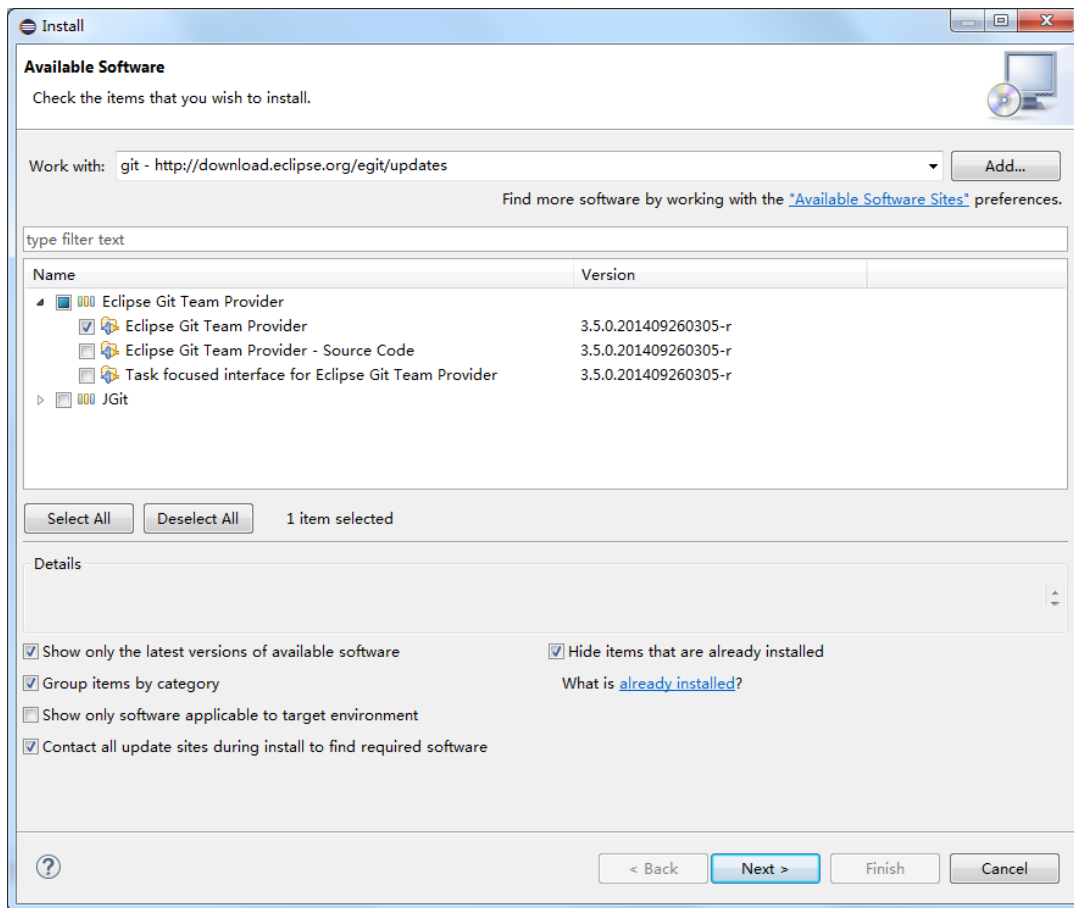 Install
Available Software
Check the items that you wish to install.
Work with: git - http://download.eclipse.org/egit/updates Add...
Find more software by working with the "Available Software Sites" preferences.
type filter text
Name Version
Eclipse Git Team Provider
Eclipse Git Team Provider 3.5.0.201409260305-r
Eclipse Git Team Provider - Source Code 3.5.0.201409260305-r
Task focused interface for Eclipse Git Team Provider 3.5.0.201409260305-r
JGit
Select All Deselect All 1 item selected
Details
Show only the latest versions of available software Hide items that are already installed
Group items by category What is already installed?
Show only software applicable to target environment
Contact all update sites during install to find required software
< Back Next > Finish Cancel